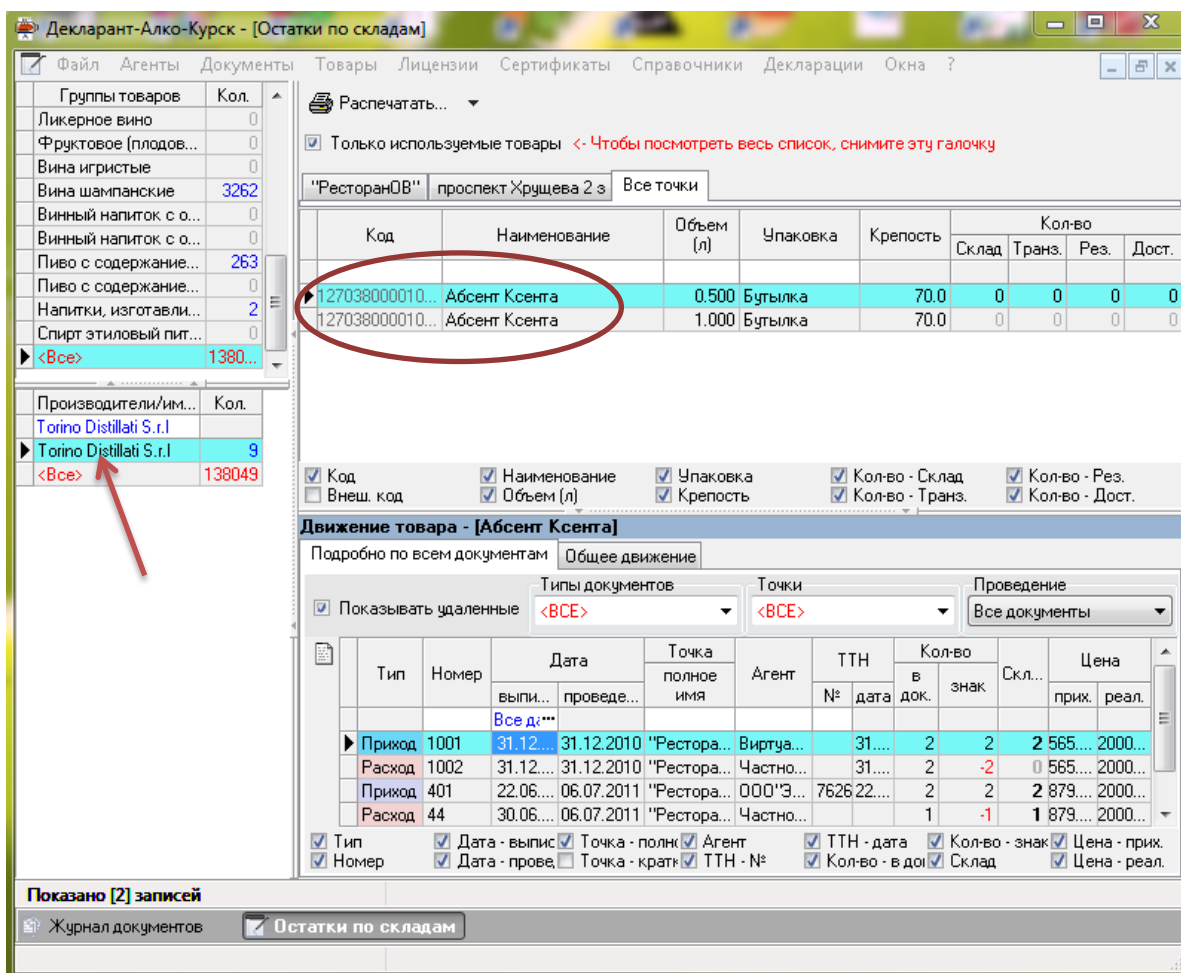 Декларант-Алко-Курск - [Остатки по складам]
Файл Агенты Документы Товары Лицензии Сертификаты Справочники Декларации Окна ?
Группы товаров Кол.
Ликерное вино 0
Фруктовое (плодов... 0
Вина игристые 0
Вина шампанские 3262
Винный напиток с о... 0
Винный напиток с о... 0
Пиво с содержание... 263
Пиво с содержание... 0
Напитки, изготавли... 2
Спирт этиловый пит... 0
<Все> 1380...
Производители/им... Кол.
Torino Distillati S.r.l
Torino Distillati S.r.l 9
<Все> 138049
Распечатать...
Только используемые товары <- Чтобы посмотреть весь список, снимите эту галочку
"РесторанОВ" проспект Хрущева 2 з Все точки
Код Наименование Объем (л) Упаковка Крепость Кол-во
Склад Транз. Рез. Дост.
127038000010... Абсент Ксента 0.500 Бутылка 70.0 0 0 0 0
127038000010... Абсент Ксента 1.000 Бутылка 70.0 0 0 0 0
Код Наименование Упаковка Кол-во - Склад Кол-во - Рез.
Внеш. код Объем (л) Крепость Кол-во - Транз. Кол-во - Дост.
Движение товара - [Абсент Ксента]
Подробно по всем документам Общее движение
Типы документов Точки Проведение
Показывать удаленные <ВСЕ> <ВСЕ> Все документы
Тип Номер Дата Точка Агент ТТН Кол-во Скл... Цена
выпи... проведе... полное имя № дата в док. знак прих. реал.
Все да...
Приход 1001 31.12.... 31.12.2010 "Рестора... Виртуа... 31.... 2 2 2 565.... 2000...
Расход 1002 31.12.... 31.12.2010 "Рестора... Частно... 31.... 2 -2 0 565.... 2000...
Приход 401 22.06.... 06.07.2011 "Рестора... ООО"Э... 7626 22.... 2 2 2 879.... 2000...
Расход 44 30.06.... 06.07.2011 "Рестора... Частно... 1 -1 1 879.... 2000...
Тип Дата - выпис Точка - полн Агент ТТН - дата Кол-во - знак Цена - прих.
Номер Дата - прове, Точка - кратк ТТН - № Кол-во - в до Склад Цена - реал.
Показано [2] записей
Журнал документов Остатки по складам